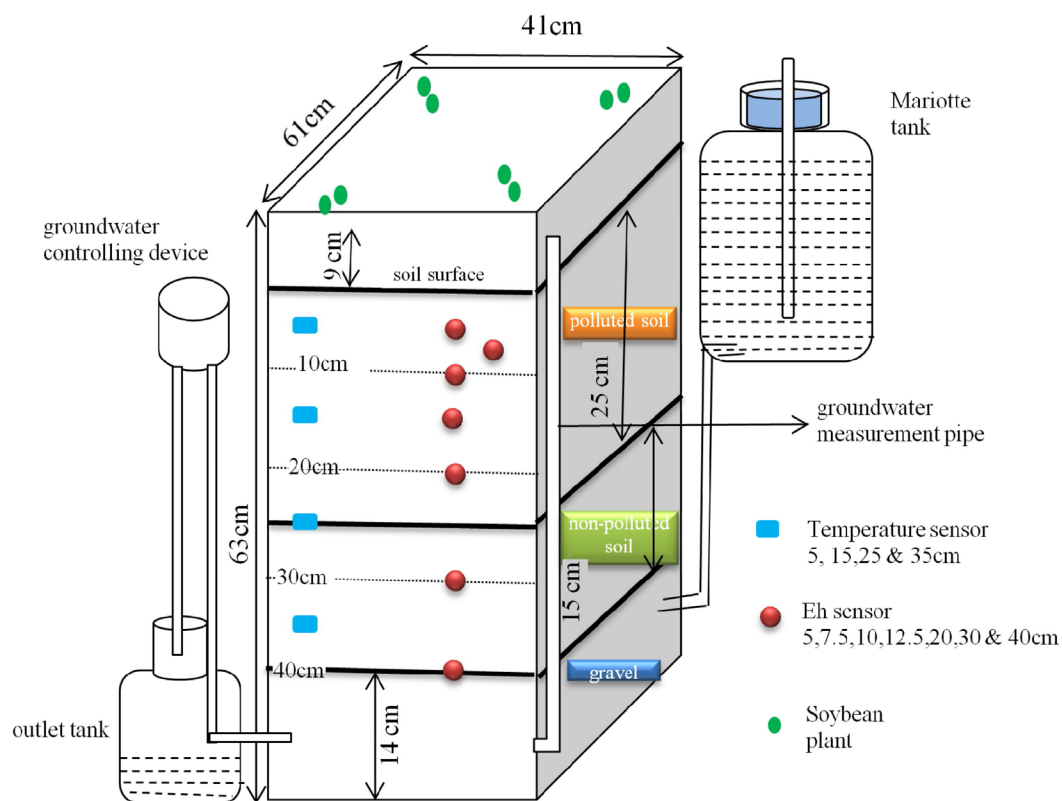 41cm
61cm
Mariotte
tank
groundwater
controlling device
9 cm
soil surface
polluted soil
10cm
25 cm
groundwater
measurement pipe
20cm
63cm
non-polluted
soil
Temperature sensor
5, 15,25 & 35cm
30cm
15 cm
Eh sensor
5,7.5,10,12.5,20,30 & 40cm
40cm
gravel
outlet tank
14 cm
Soybean
plant